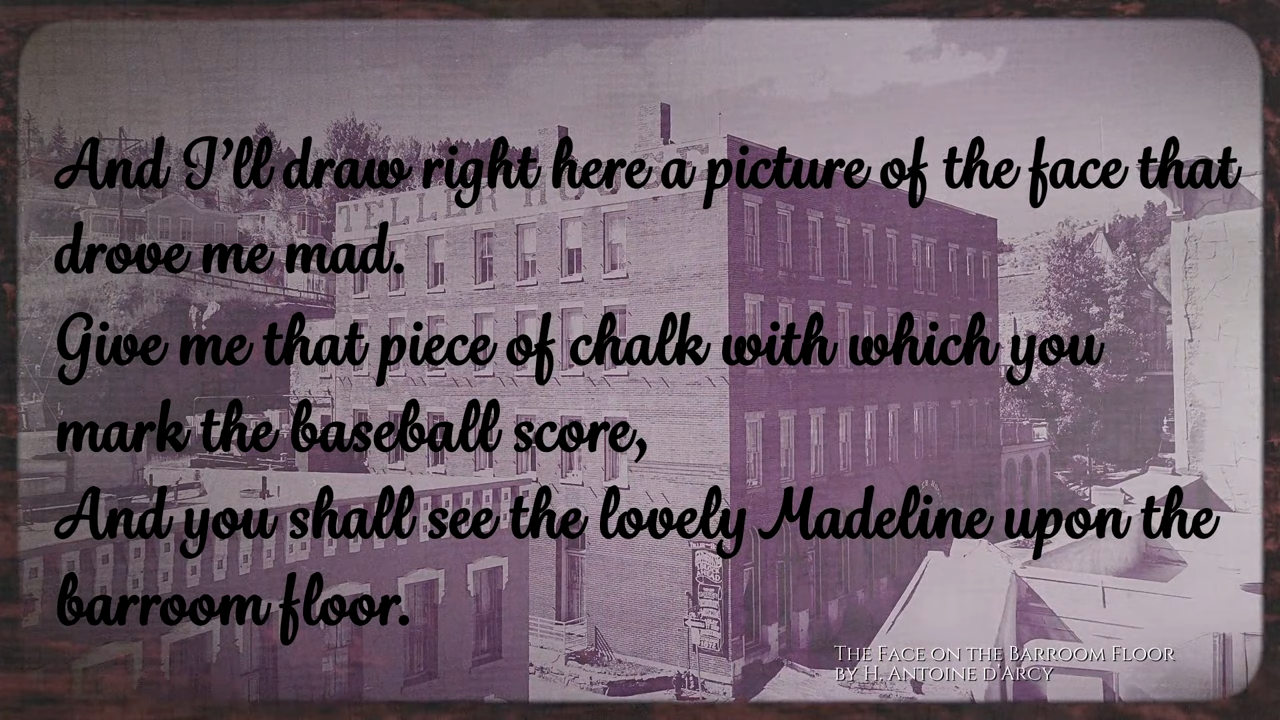 And I'll draw right here a picture of the face that
drove me mad.
Give me that piece of chalk with which you
mark the baseball score,
And you shall see the lovely Madeline upon the
barroom floor.
TELLER HO
The Face on the Barroom Floor
by H. Antoine d'Arcy